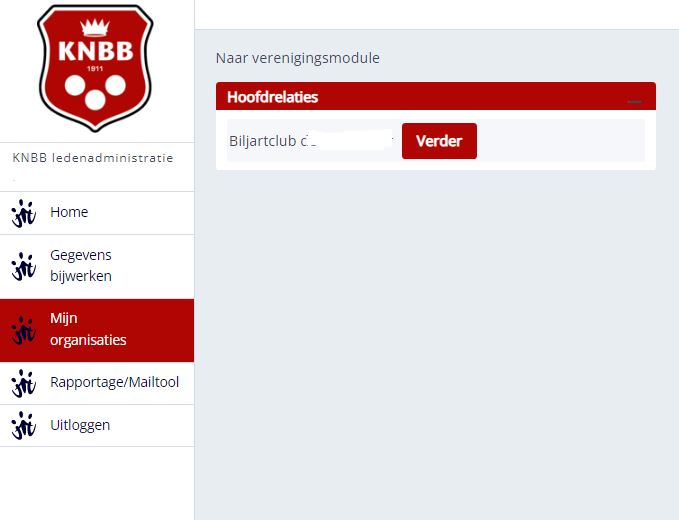 KNBB
1911
KNBB ledenadministratie
Home
Gegevens
bijwerken
Mijn
organisaties
Rapportage/Mailtool
Uitloggen
Naar verenigingsmodule
Hoofdrelaties
Biljartclub
Verder